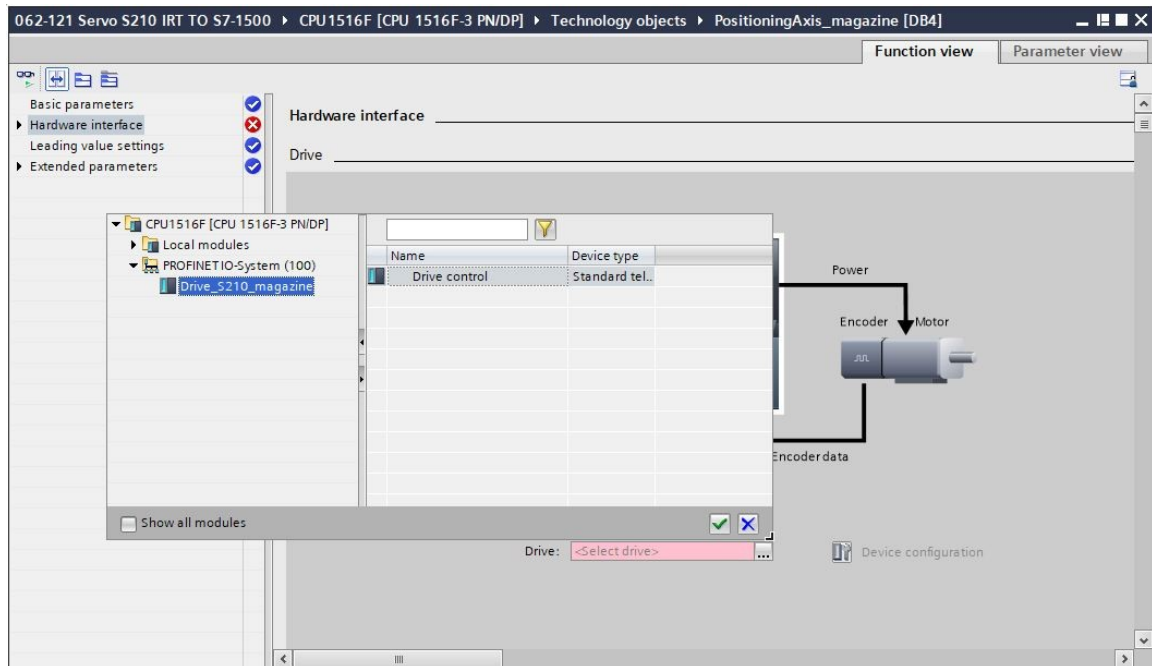 062-121 Servo S210 IRT TO S7-1500 ▸ CPU1516F [CPU 1516F-3 PN/DP] ▸ Technology objects ▸ PositioningAxis_magazine [DB4]
Function view
Parameter view
Basic parameters
Hardware interface
Leading value settings
Extended parameters
Hardware interface
Drive
CPU1516F [CPU 1516F-3 PN/DP]
Local modules
PROFINET IO-System (100)
Drive_S210_magazine
Name Device type
Drive control Standard tel..
Show all modules
Power
Encoder Motor
Encoder data
Drive: <Select drive> ...
Device configuration